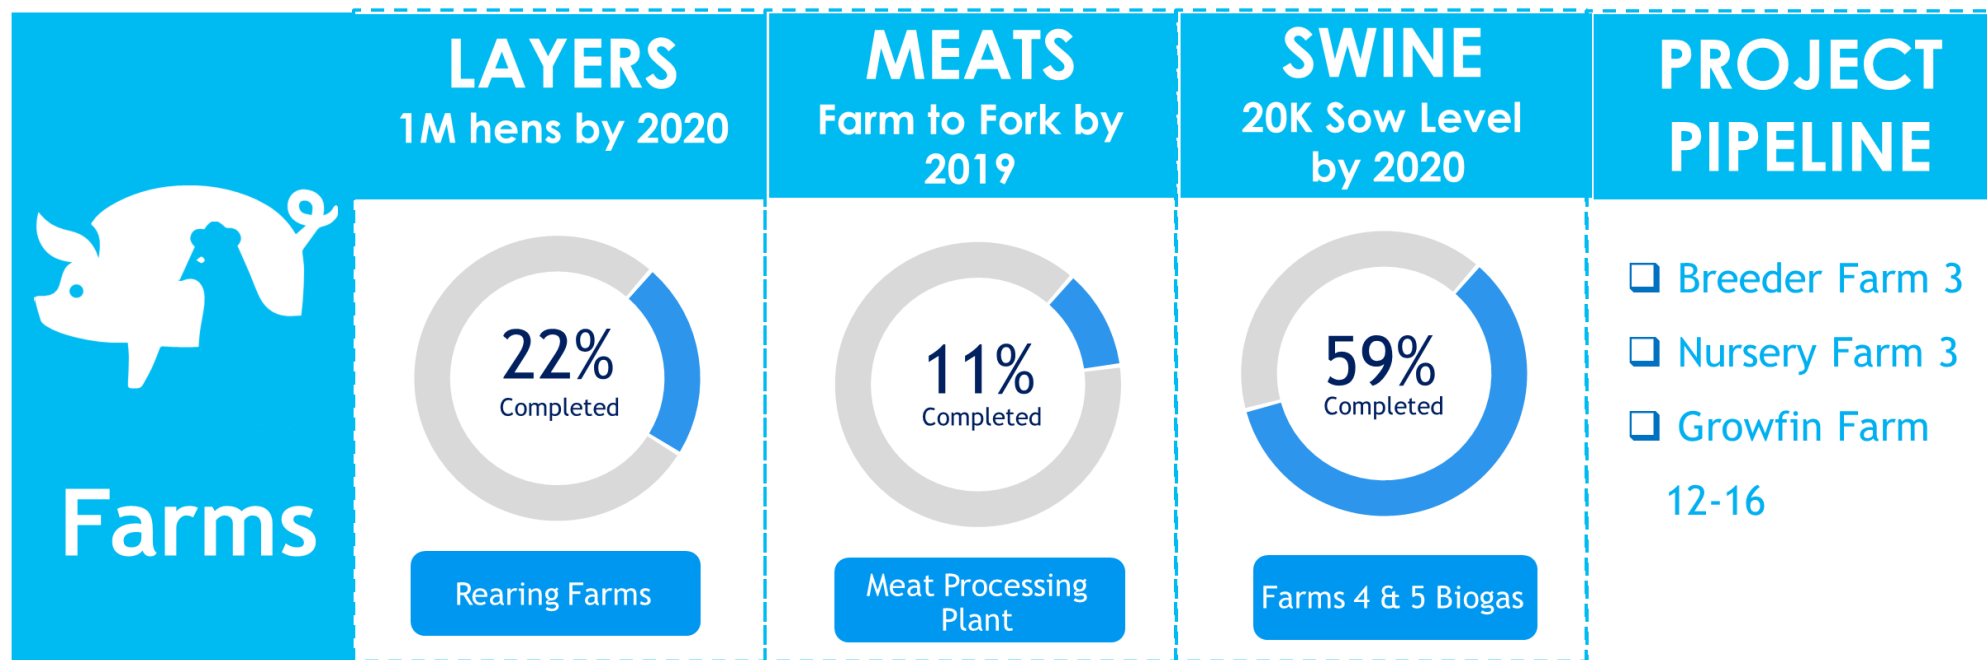 Farms
LAYERS
1M hens by 2020
22%
Completed
Rearing Farms
MEATS
Farm to Fork by
2019
11%
Completed
Meat Processing
Plant
SWINE
20K Sow Level
by 2020
59%
Completed
Farms 4 & 5 Biogas
PROJECT
PIPELINE
❑ Breeder Farm 3
❑ Nursery Farm 3
❑ Growfin Farm
12-16